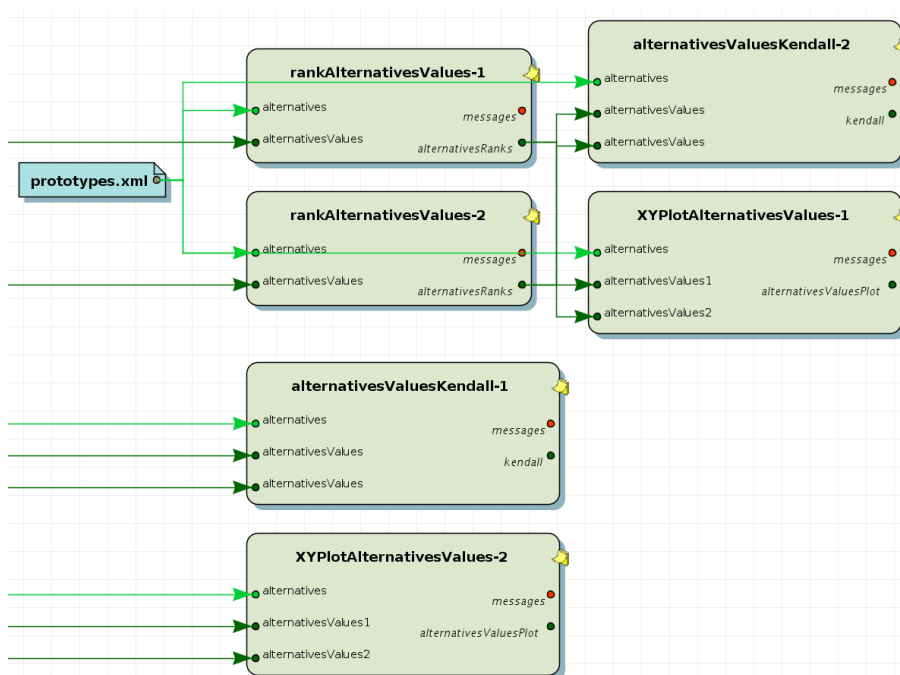 rankAlternativesValues-1
alternatives
messages
alternativesValues
alternativesRanks
alternativesValuesKendall-2
alternatives
messages
alternativesValues
kendall
alternativesValues
prototypes.xml
rankAlternativesValues-2
alternatives
messages
alternativesValues
alternativesRanks
XYPlotAlternativesValues-1
alternatives
messages
alternativesValues1
alternativesValuesPlot
alternativesValues2
alternativesValuesKendall-1
alternatives
messages
alternativesValues
kendall
alternativesValues
XYPlotAlternativesValues-2
alternatives
messages
alternativesValues1
alternativesValuesPlot
alternativesValues2